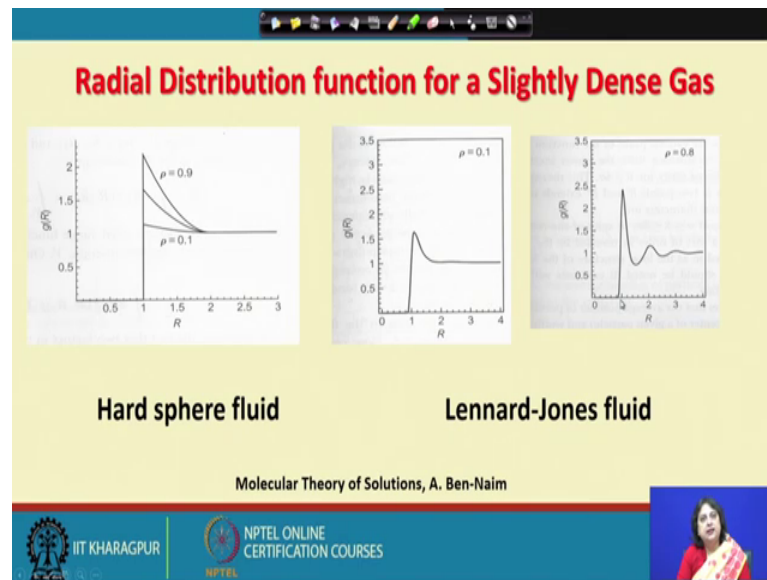 Radial Distribution function for a Slightly Dense Gas
2
1.5
1
0.5
g(R)
ρ = 0.9
ρ = 0.1
0.5
1
1.5
2
2.5
3
R
3.5
3
2.5
2
1.5
1
0.5
g(R)
ρ = 0.1
0
1
2
3
4
R
3.5
3
2.5
2
1.5
1
0.5
g(R)
ρ = 0.8
0
1
2
3
4
R
Hard sphere fluid
Lennard-Jones fluid
Molecular Theory of Solutions, A. Ben-Naim
IIT KHARAGPUR
NPTEL
NPTEL ONLINE
CERTIFICATION COURSES